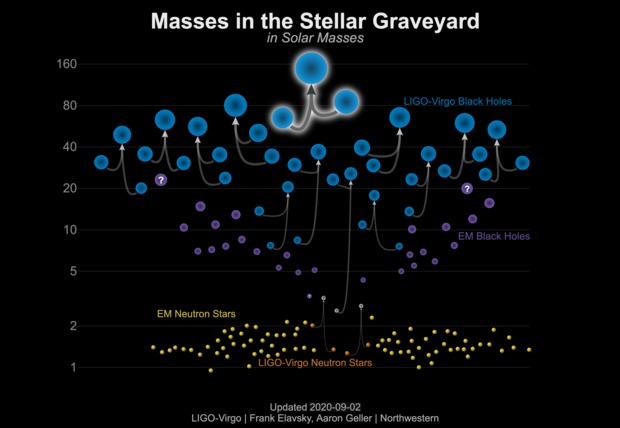 Masses in the Stellar Graveyard
in Solar Masses
160
80
LIGO-Virgo Black Holes
40
20
? ?
10
EM Black Holes
5
EM Neutron Stars
2
LIGO-Virgo Neutron Stars
1
Updated 2020-09-02
LIGO-Virgo | Frank Elavsky, Aaron Geller | Northwestern